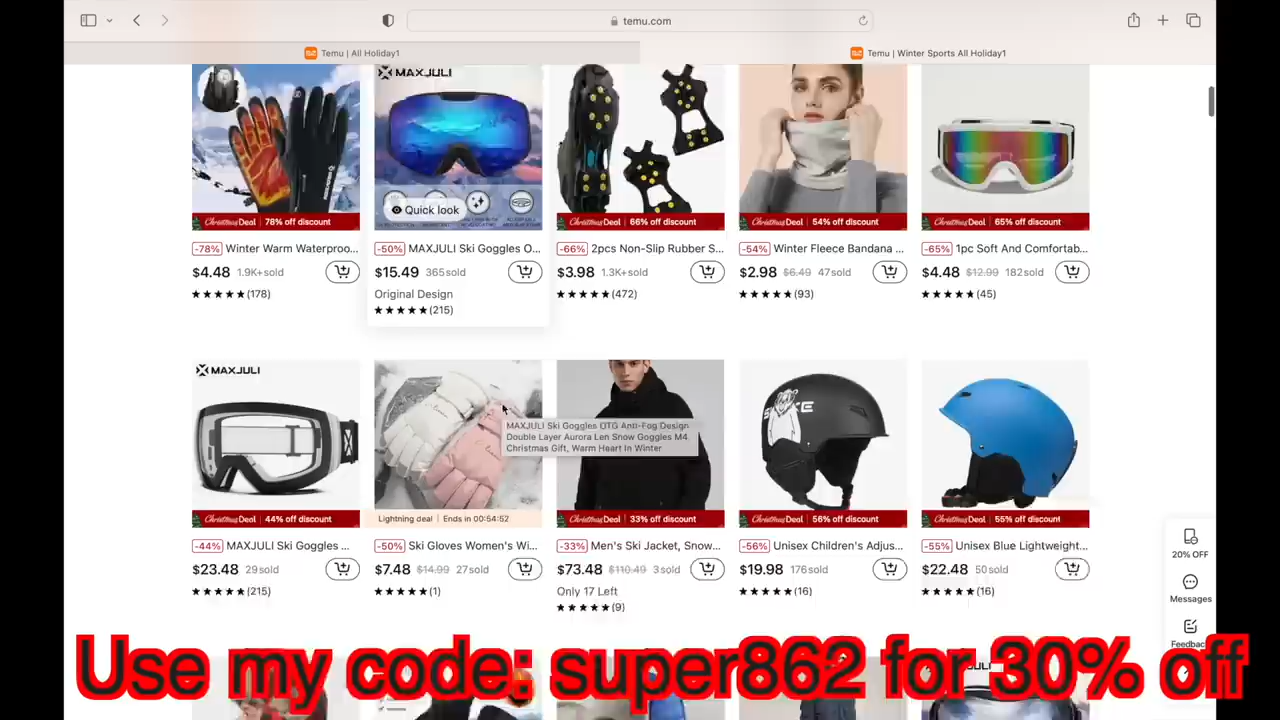 temu.com
Temu | All Holiday1
Temu | Winter Sports All Holiday1
MAXJULI
Quick look
Christmas Deal | 78% off discount
Christmas Deal | 66% off discount
Christmas Deal | 54% off discount
Christmas Deal | 65% off discount
-78% Winter Warm Waterproo...
-50% MAXJULI Ski Goggles O...
-66% 2pcs Non-Slip Rubber S...
-54% Winter Fleece Bandana ...
-65% 1pc Soft And Comfortab...
$4.48 1.9K+sold
$15.49 365sold
$3.98 1.3K+sold
$2.98 $6.49 47sold
$4.48 $12.99 182sold
(178)
Original Design
(215)
(472)
(93)
(45)
MAXJULI
MAXJULI Ski Goggles OTG Anti-Fog Design
Double Layer Aurora Len Snow Goggles M4
Christmas Gift, Warm Heart In Winter
Christmas Deal | 44% off discount
Lightning deal | Ends in 00:54:52
Christmas Deal | 33% off discount
Christmas Deal | 56% off discount
Christmas Deal | 55% off discount
-44% MAXJULI Ski Goggles ...
-50% Ski Gloves Women's Wi...
-33% Men's Ski Jacket, Snow...
-56% Unisex Children's Adjus...
-55% Unisex Blue Lightweight...
$23.48 29sold
$7.48 $14.99 27sold
$73.48 $110.49 3sold
$19.98 176sold
$22.48 50sold
(215)
(1)
Only 17 Left
(9)
(16)
(16)
20% OFF
Messages
Feedback
Use my code: super862 for 30% off